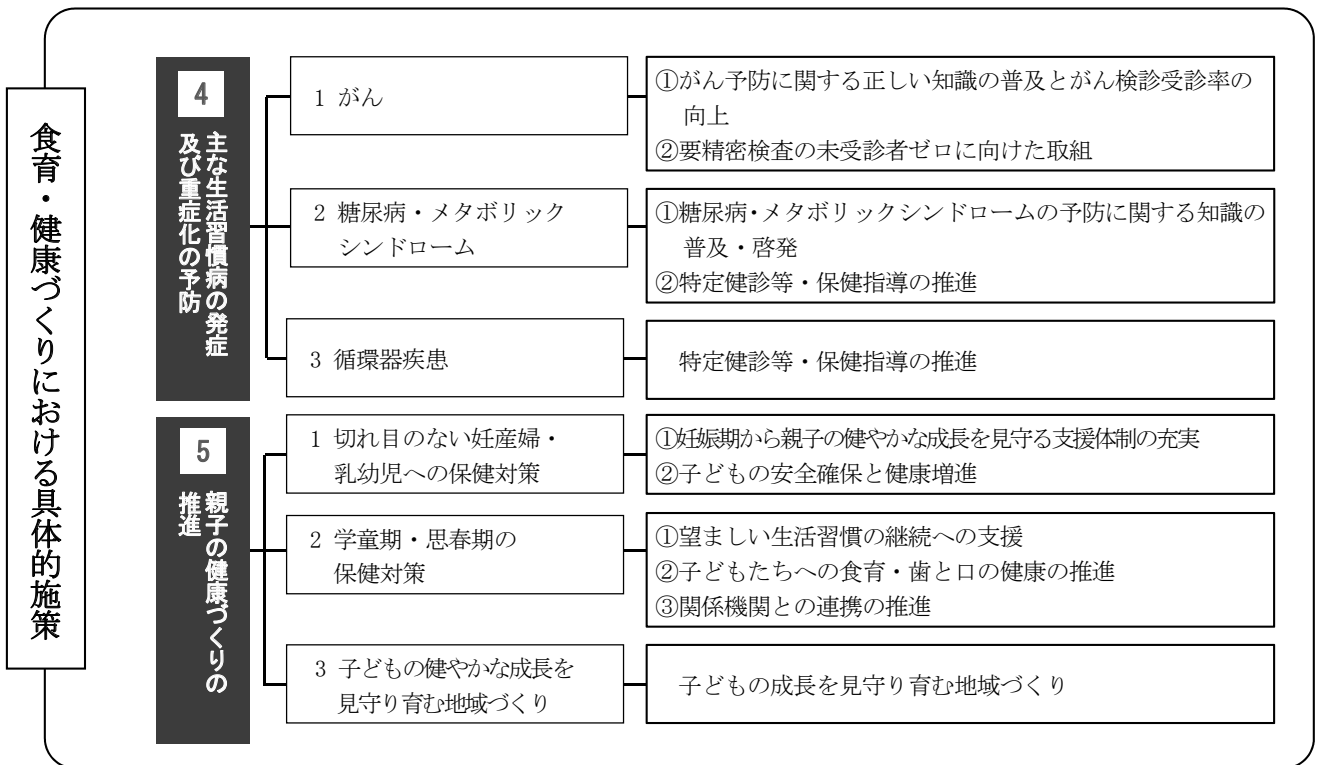 食育・健康づくりにおける具体的施策
4
主な生活習慣病の発症
及び重症化の予防
1 がん
①がん予防に関する正しい知識の普及とがん検診受診率の
向上
②要精密検査の未受診者ゼロに向けた取組
2 糖尿病・メタボリック
シンドローム
①糖尿病・メタボリックシンドロームの予防に関する知識の
普及・啓発
②特定健診等・保健指導の推進
3 循環器疾患
特定健診等・保健指導の推進
5
親子の健康づくりの
推進
1 切れ目のない妊産婦・
乳幼児への保健対策
①妊娠期から親子の健やかな成長を見守る支援体制の充実
②子どもの安全確保と健康増進
2 学童期・思春期の
保健対策
①望ましい生活習慣の継続への支援
②子どもたちへの食育・歯と口の健康の推進
③関係機関との連携の推進
3 子どもの健やかな成長を
見守り育む地域づくり
子どもの成長を見守り育む地域づくり